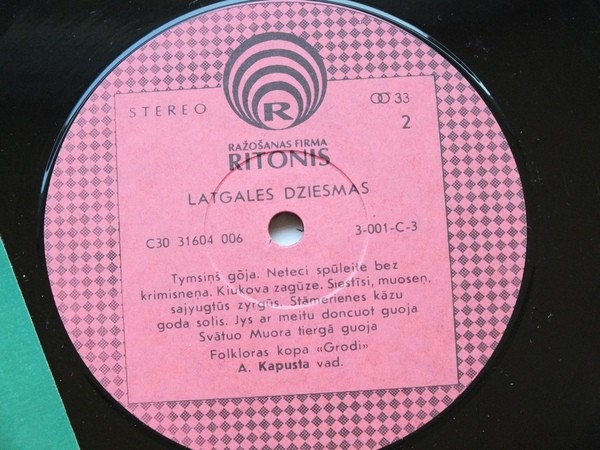 R
STEREO
33
2
RAŽOŠANAS FIRMA
RITONIS
LATGALES DZIESMAS
C30 31604 006
3-001-C-3
Tymsiņš gōja. Neteci spūleite bez
krimisneņa. Kiukova zagūze. Siestīsi, muoseņ,
sajyugtūs zyrgūs. Stāmerienes kāzu
goda solis. Jys ar meitu doncuot guoja
Svātuo Muora tiergā guoja
Folkloras kopa «Grodi»
A. Kapusta vad.